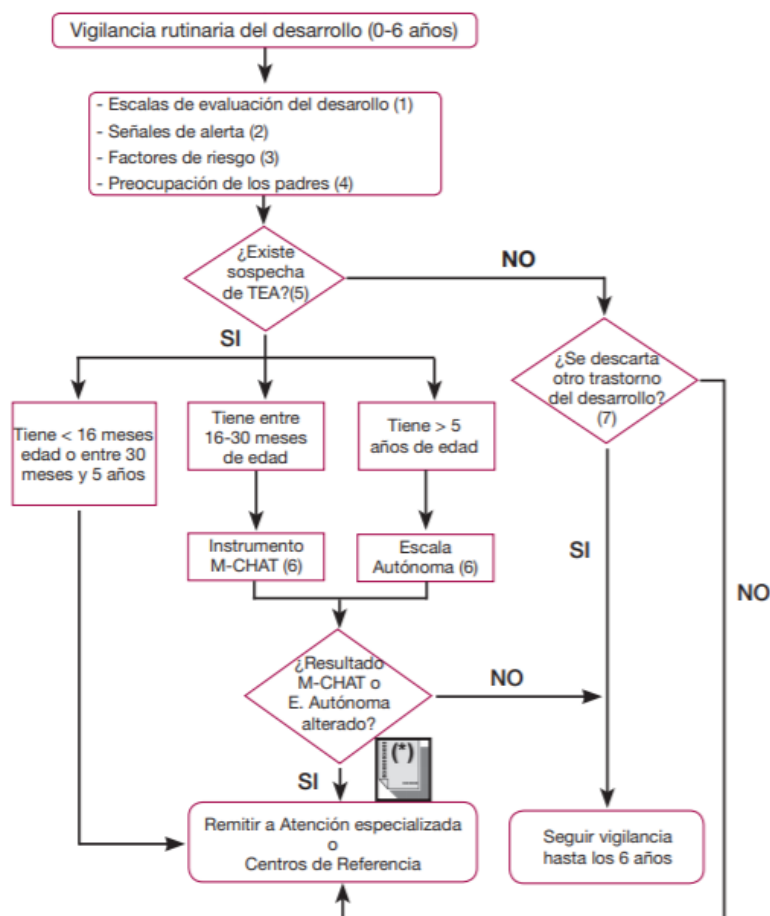 Vigilancia rutinaria del desarrollo (0-6 años)
- Escalas de evaluación del desarollo (1)
- Señales de alerta (2)
- Factores de riesgo (3)
- Preocupación de los padres (4)
¿Existe
sospecha
de TEA?(5)
NO
SI
¿Se descarta
otro trastorno
del desarrollo?
(7)
Tiene < 16 meses
edad o entre 30
meses y 5 años
Tiene entre
16-30 meses
de edad
Tiene > 5
años de edad
Instrumento
M-CHAT (6)
Escala
Autónoma (6)
SI
NO
¿Resultado
M-CHAT o
E. Autónoma
alterado?
NO
(*)
SI
Remitir a Atención especializada
o
Centros de Referencia
Seguir vigilancia
hasta los 6 años